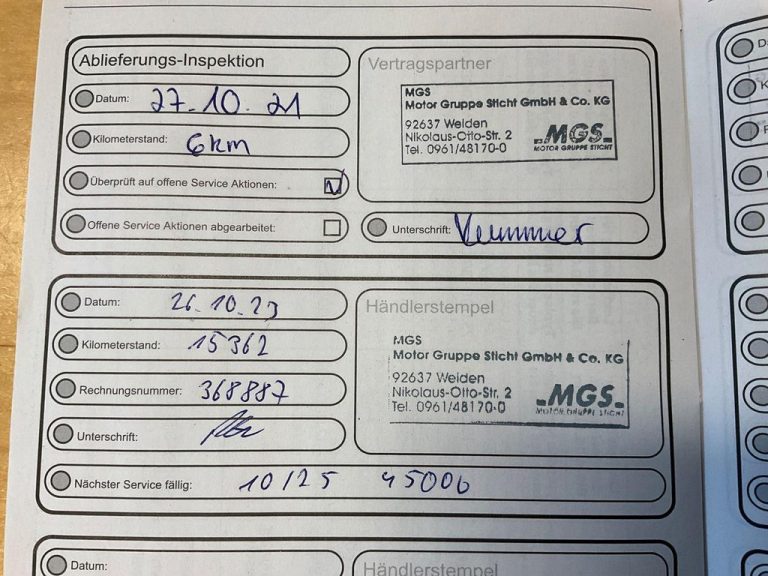 Ablieferungs-Inspektion
Datum: 27.10.21
Kilometerstand: 6km
Überprüft auf offene Service Aktionen:
Offene Service Aktionen abgearbeitet:
Vertragspartner
MGS
Motor Gruppe Sticht GmbH & Co. KG
92637 Weiden
Nikolaus-Otto-Str. 2
Tel. 0961/48170-0
MGS
MOTOR GRUPPE STICHT
Unterschrift:
Datum: 26.10.23
Kilometerstand: 15362
Rechnungsnummer: 368887
Unterschrift:
Nächster Service fällig: 10/25 45000
Händlerstempel
MGS
Motor Gruppe Sticht GmbH & Co. KG
92637 Weiden
Nikolaus-Otto-Str. 2
Tel. 0961/48170-0
MGS
MOTOR GRUPPE STICHT
Datum:
Händlerstempel